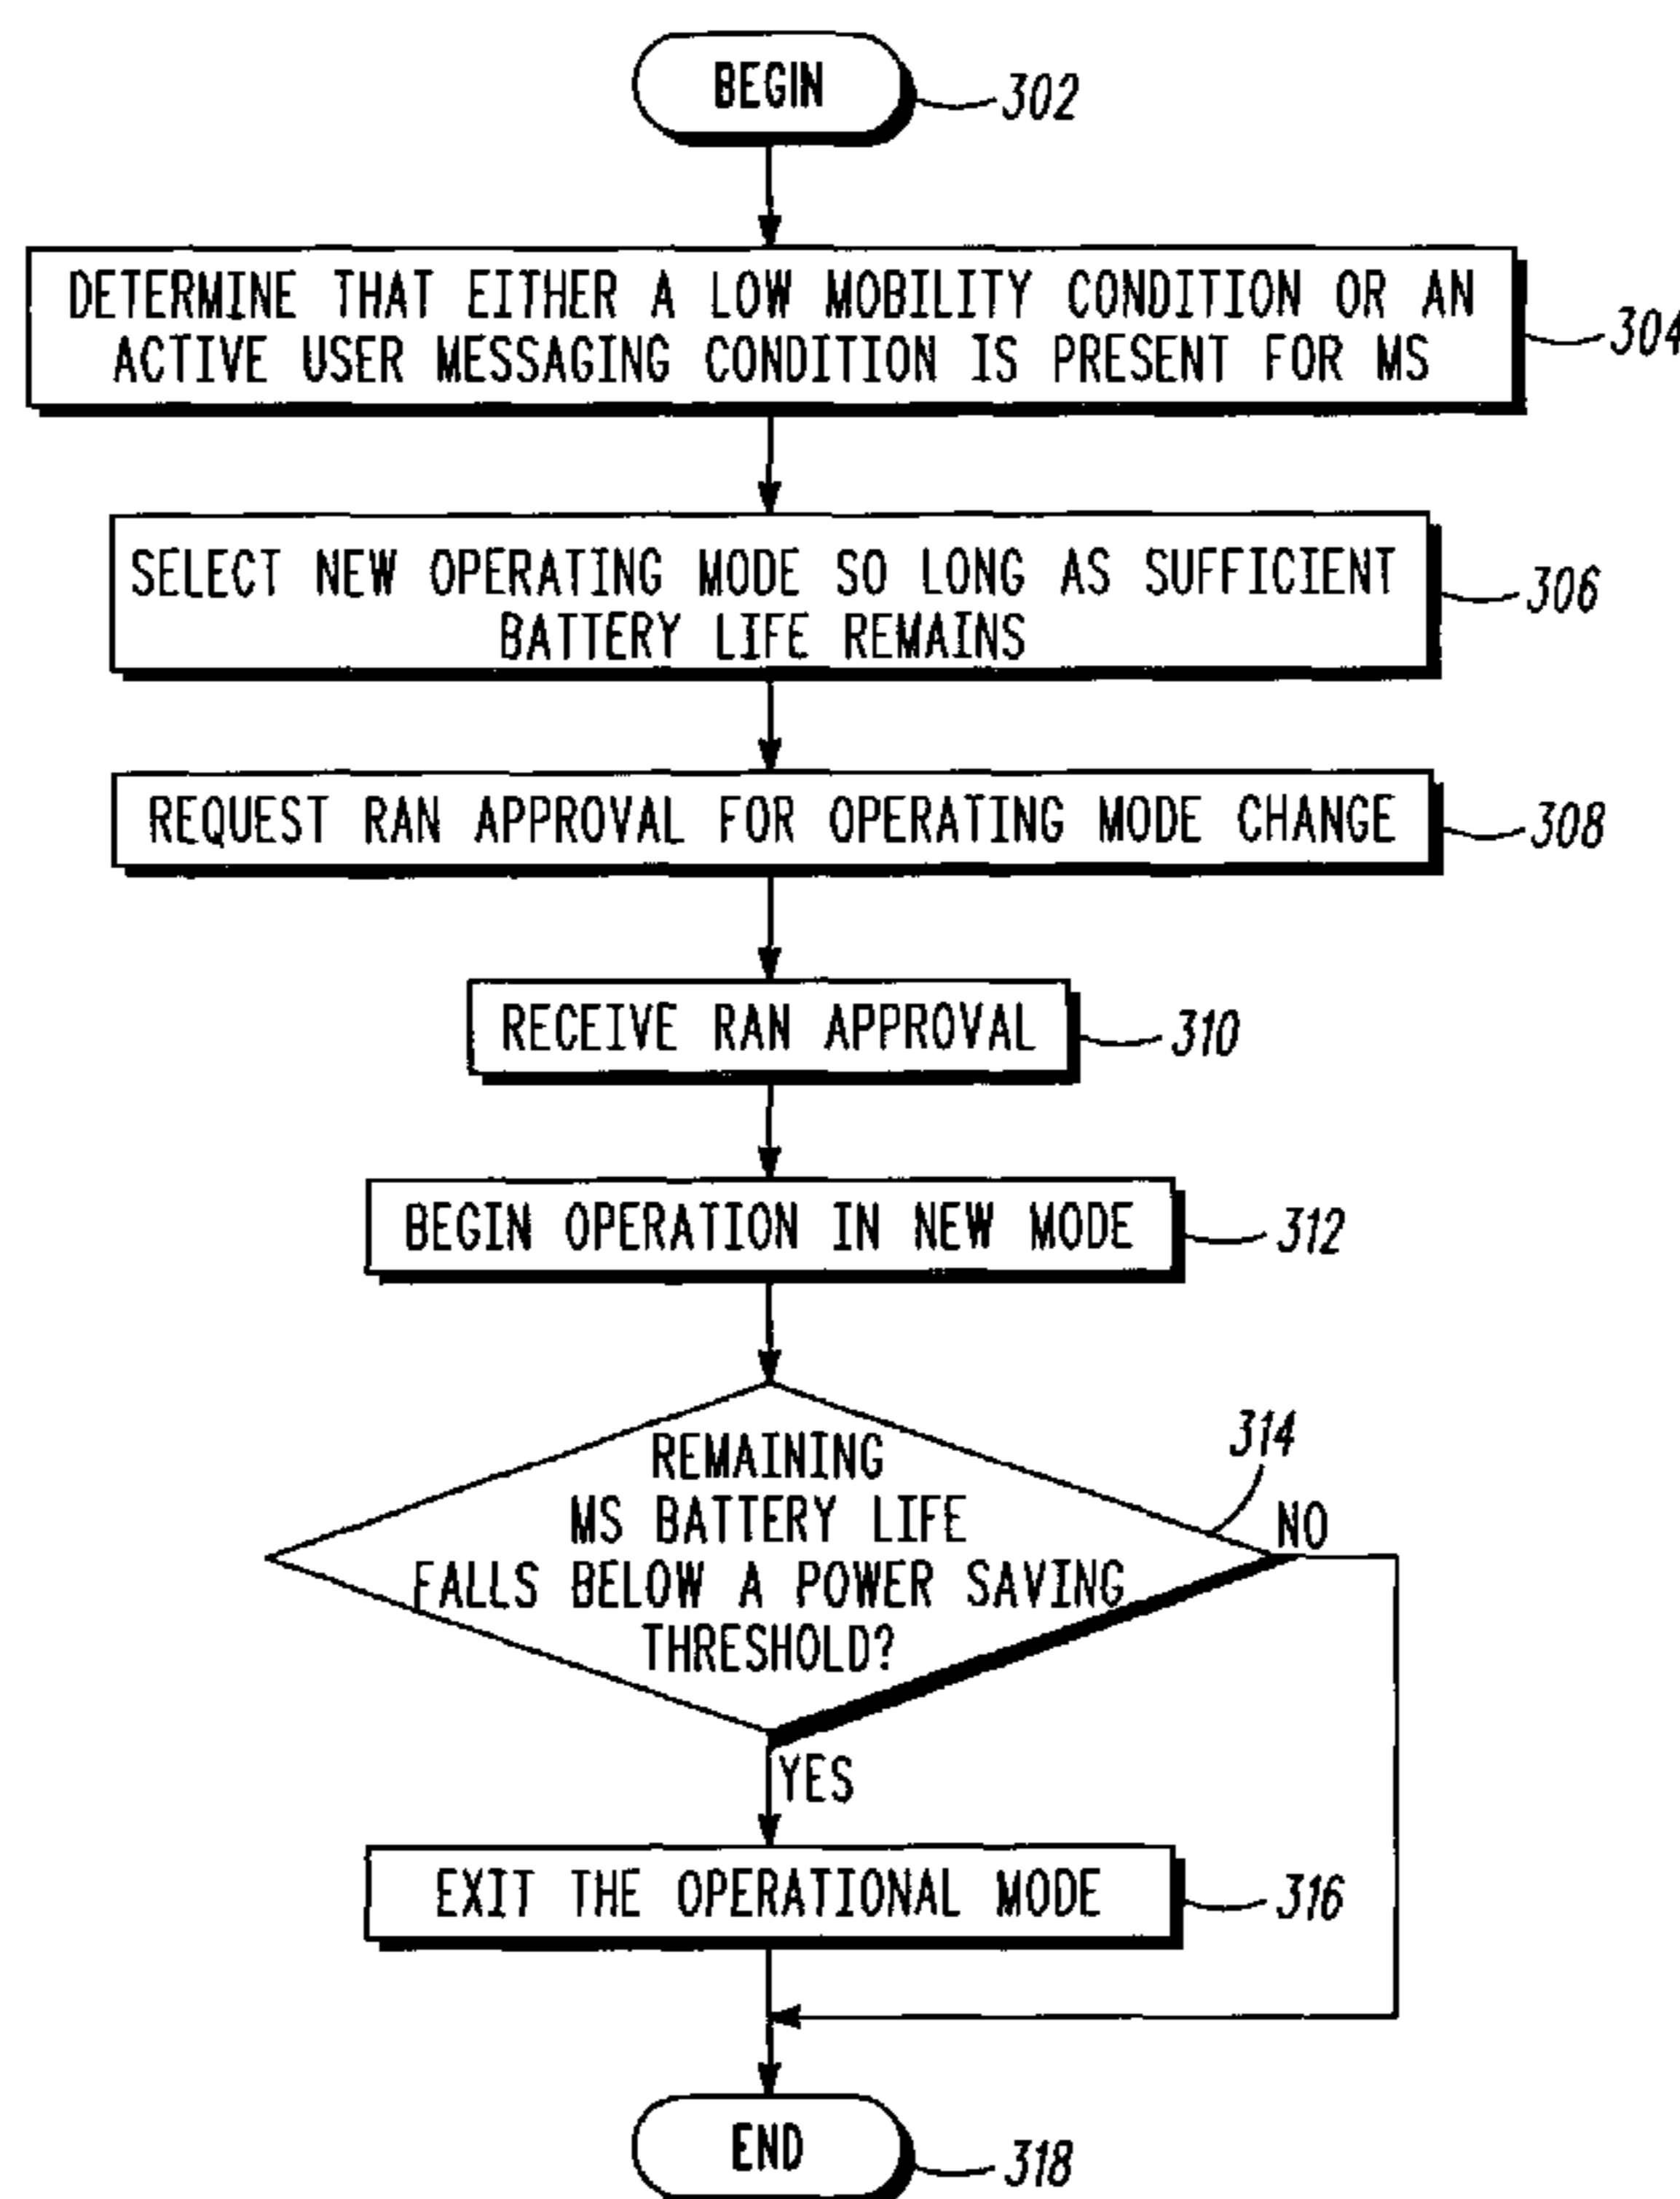 BEGIN
302
DETERMINE THAT EITHER A LOW MOBILITY CONDITION OR AN
ACTIVE USER MESSAGING CONDITION IS PRESENT FOR MS
304
SELECT NEW OPERATING MODE SO LONG AS SUFFICIENT
BATTERY LIFE REMAINS
306
REQUEST RAN APPROVAL FOR OPERATING MODE CHANGE
308
RECEIVE RAN APPROVAL
310
BEGIN OPERATION IN NEW MODE
312
REMAINING
MS BATTERY LIFE
FALLS BELOW A POWER SAVING
THRESHOLD?
314
NO
YES
EXIT THE OPERATIONAL MODE
316
END
318